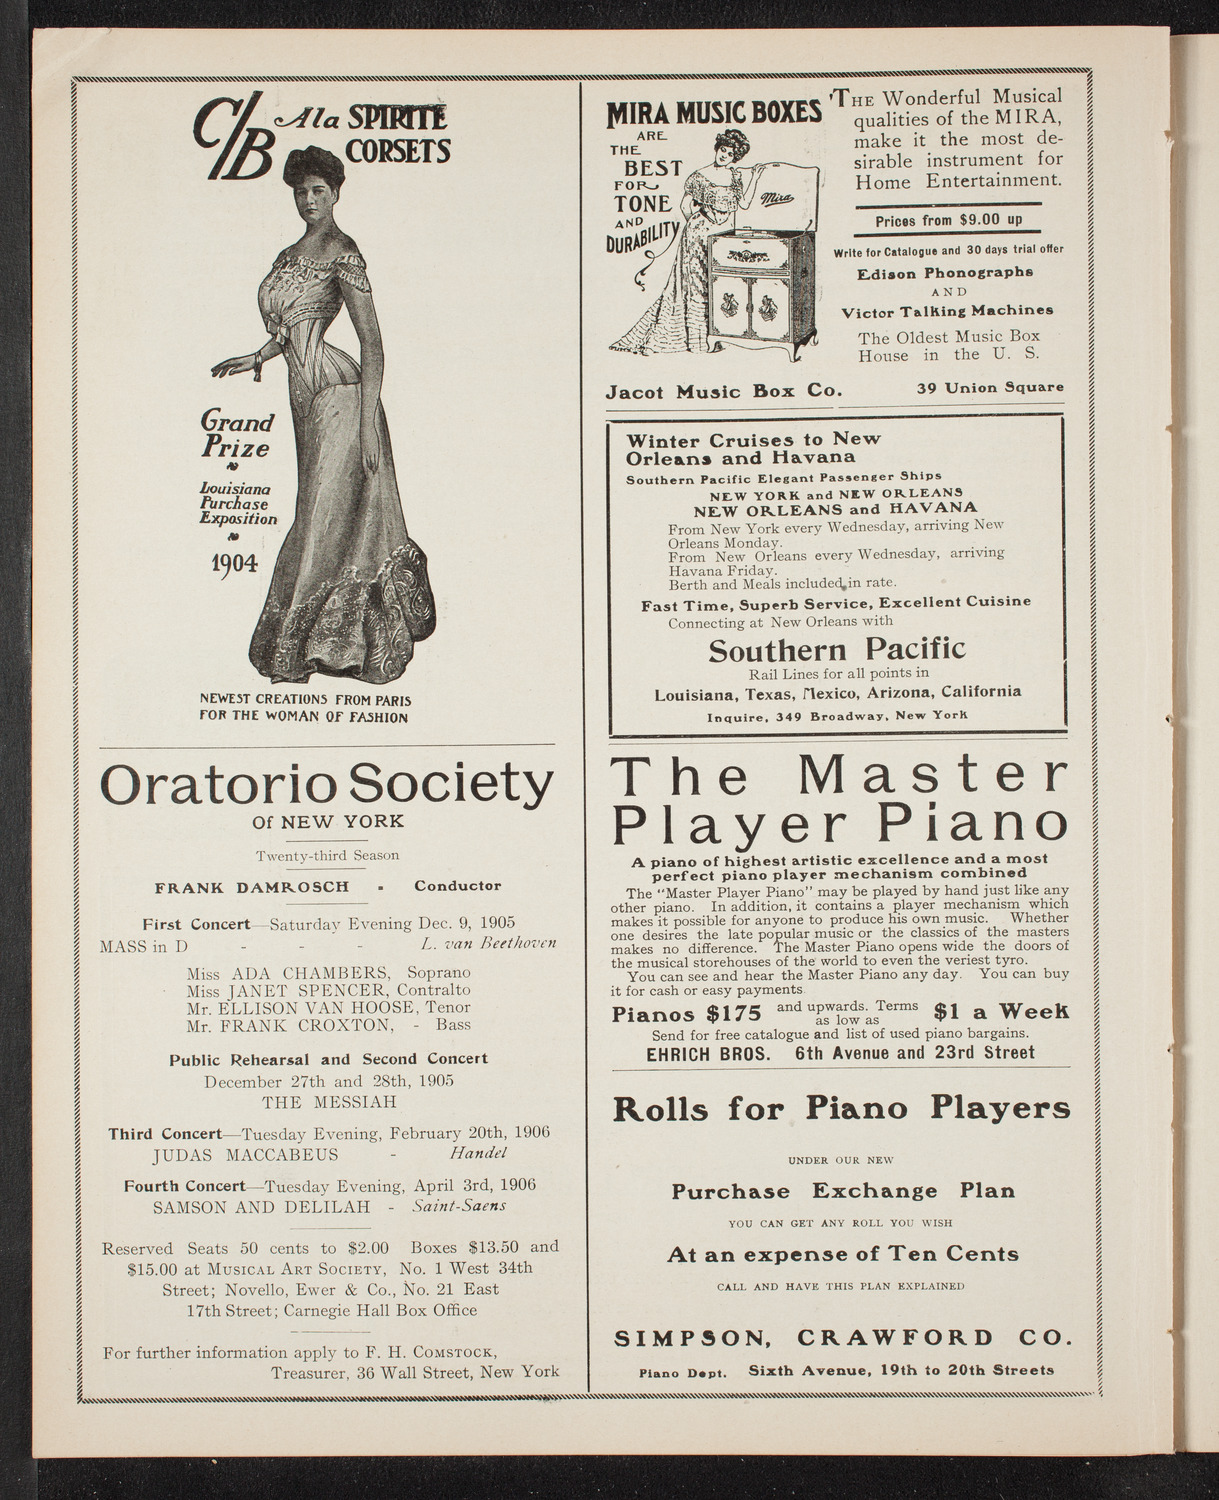 C/B Ala SPIRITE
CORSETS
Grand
Prize
Louisiana
Purchase
Exposition
1904
NEWEST CREATIONS FROM PARIS
FOR THE WOMAN OF FASHION
Oratorio Society
Of NEW YORK
Twenty-third Season
FRANK DAMROSCH - Conductor
First Concert—Saturday Evening Dec. 9, 1905
MASS in D - - - L. van Beethoven
Miss ADA CHAMBERS, Soprano
Miss JANET SPENCER, Contralto
Mr. ELLISON VAN HOOSE, Tenor
Mr. FRANK CROXTON, - Bass
Public Rehearsal and Second Concert
December 27th and 28th, 1905
THE MESSIAH
Third Concert—Tuesday Evening, February 20th, 1906
JUDAS MACCABEUS - Handel
Fourth Concert—Tuesday Evening, April 3rd, 1906
SAMSON AND DELILAH - Saint-Saens
Reserved Seats 50 cents to $2.00 Boxes $13.50 and
$15.00 at MUSICAL ART SOCIETY, No. 1 West 34th
Street; Novello, Ewer & Co., No. 21 East
17th Street; Carnegie Hall Box Office
For further information apply to F. H. COMSTOCK,
Treasurer, 36 Wall Street, New York
MIRA MUSIC BOXES
ARE
THE
BEST
FOR
TONE
AND
DURABILITY
Mira
THE Wonderful Musical
qualities of the MIRA,
make it the most de-
sirable instrument for
Home Entertainment.
Prices from $9.00 up
Write for Catalogue and 30 days trial offer
Edison Phonographs
AND
Victor Talking Machines
The Oldest Music Box
House in the U. S.
Jacot Music Box Co. 39 Union Square
Winter Cruises to New
Orleans and Havana
Southern Pacific Elegant Passenger Ships
NEW YORK and NEW ORLEANS
NEW ORLEANS and HAVANA
From New York every Wednesday, arriving New
Orleans Monday.
From New Orleans every Wednesday, arriving
Havana Friday.
Berth and Meals included in rate.
Fast Time, Superb Service, Excellent Cuisine
Connecting at New Orleans with
Southern Pacific
Rail Lines for all points in
Louisiana, Texas, Mexico, Arizona, California
Inquire, 349 Broadway, New York
The Master
Player Piano
A piano of highest artistic excellence and a most
perfect piano player mechanism combined
The "Master Player Piano" may be played by hand just like any
other piano. In addition, it contains a player mechanism which
makes it possible for anyone to produce his own music. Whether
one desires the late popular music or the classics of the masters
makes no difference. The Master Piano opens wide the doors of
the musical storehouses of the world to even the veriest tyro.
You can see and hear the Master Piano any day. You can buy
it for cash or easy payments.
Pianos $175 and upwards. Terms as low as $1 a Week
Send for free catalogue and list of used piano bargains.
EHRICH BROS. 6th Avenue and 23rd Street
Rolls for Piano Players
UNDER OUR NEW
Purchase Exchange Plan
YOU CAN GET ANY ROLL YOU WISH
At an expense of Ten Cents
CALL AND HAVE THIS PLAN EXPLAINED
SIMPSON, CRAWFORD CO.
Piano Dept. Sixth Avenue, 19th to 20th Streets